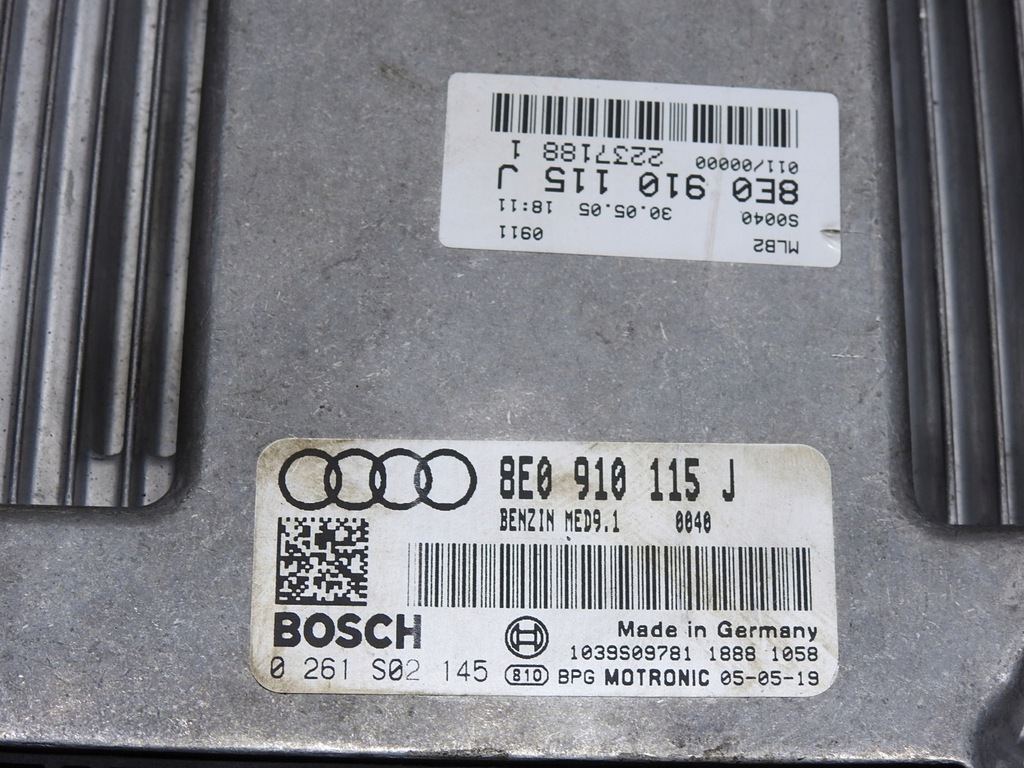 MLB2 0911
S0040 30.05.05 18:11
8E0 910 115 J
011/00000 2237188 1
8E0 910 115 J
BENZIN MED9.1 0040
BOSCH
Made in Germany
1039S09781 1888 1058
0 261 S02 145 810 BPG MOTRONIC 05-05-19